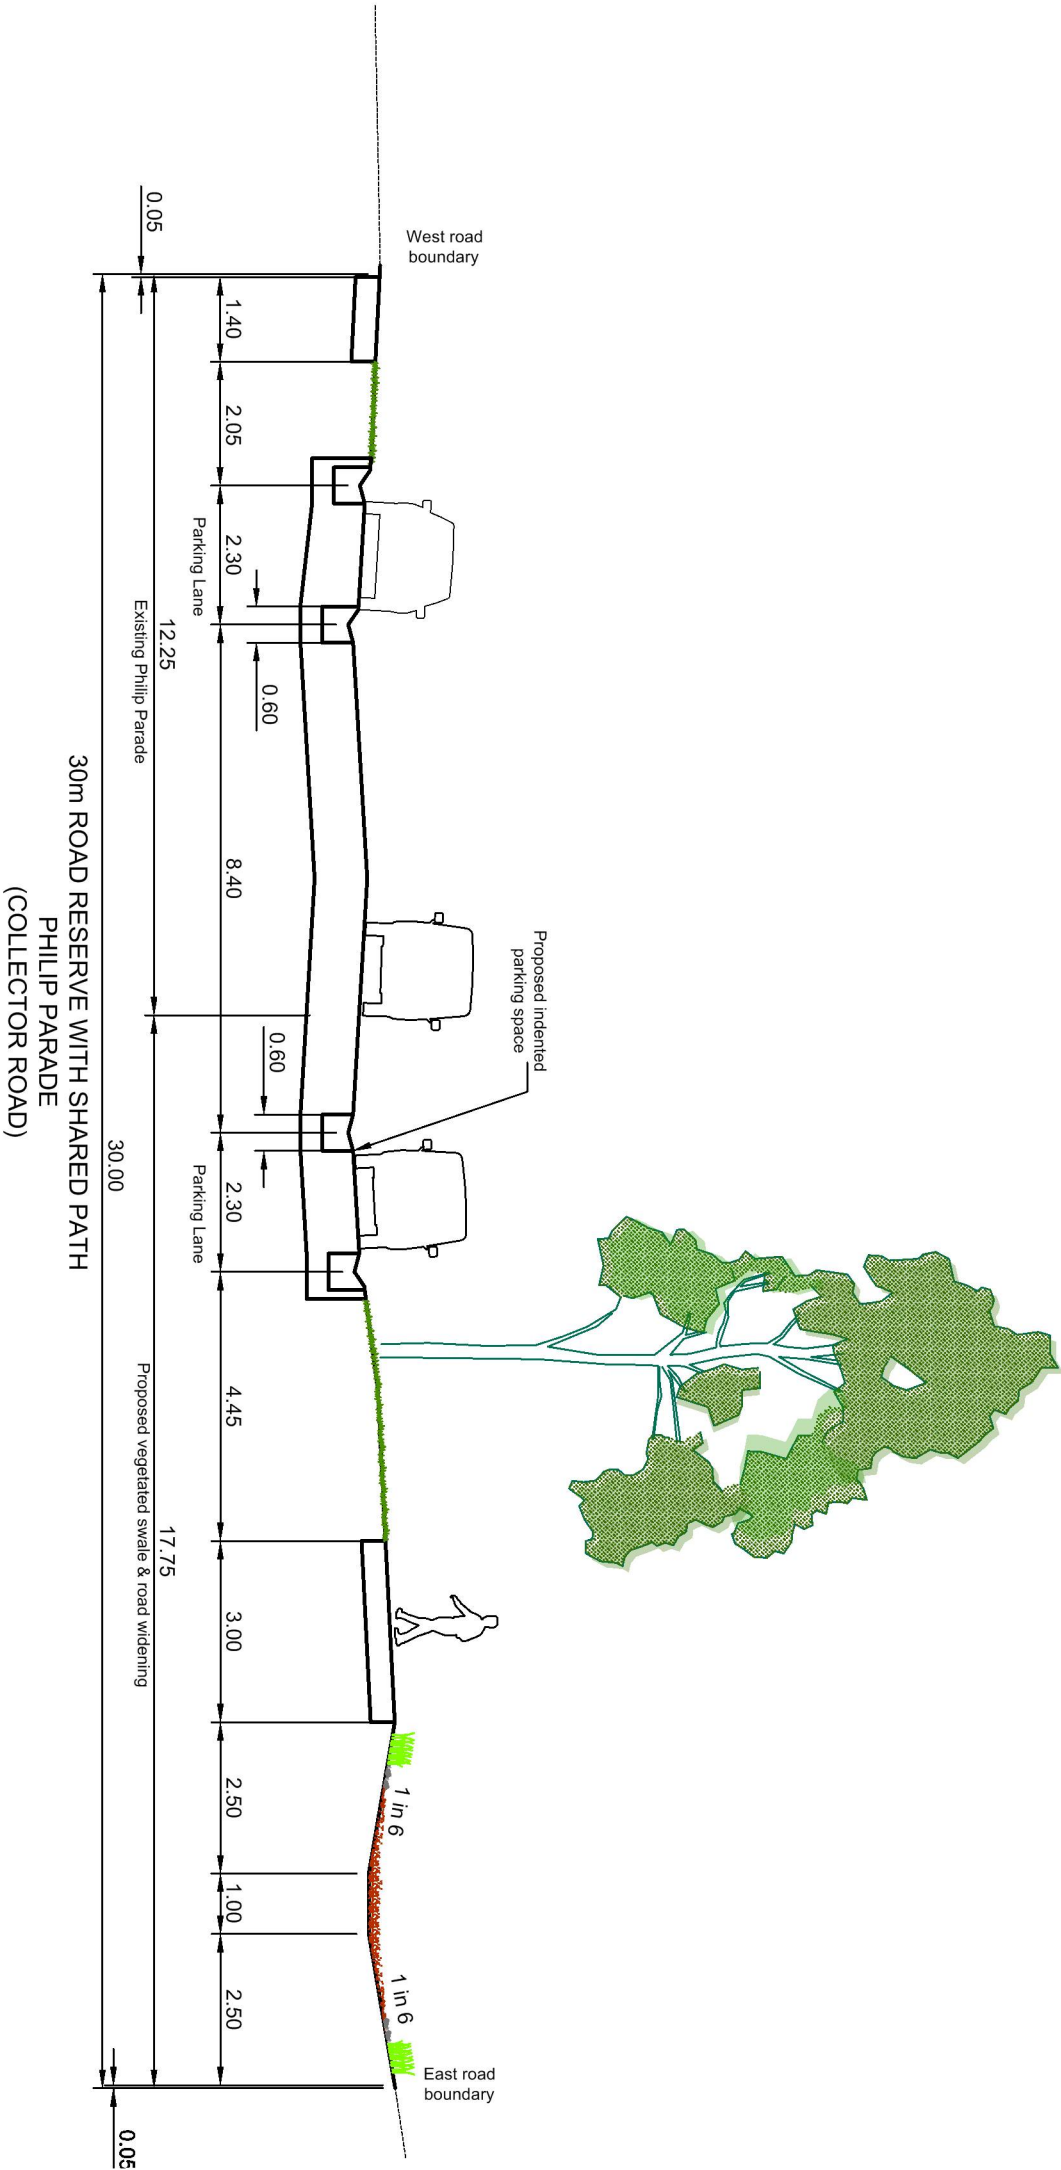 West road
boundary
East road
boundary
Proposed indented
parking space
1 in 6
1 in 6
0.05
1.40
2.05
2.30
Parking Lane
0.60
8.40
0.60
2.30
Parking Lane
4.45
3.00
2.50
1.00
2.50
12.25
Existing Philip Parade
17.75
Proposed vegetated swale & road widening
30.00
0.05
30m ROAD RESERVE WITH SHARED PATH
PHILIP PARADE
(COLLECTOR ROAD)